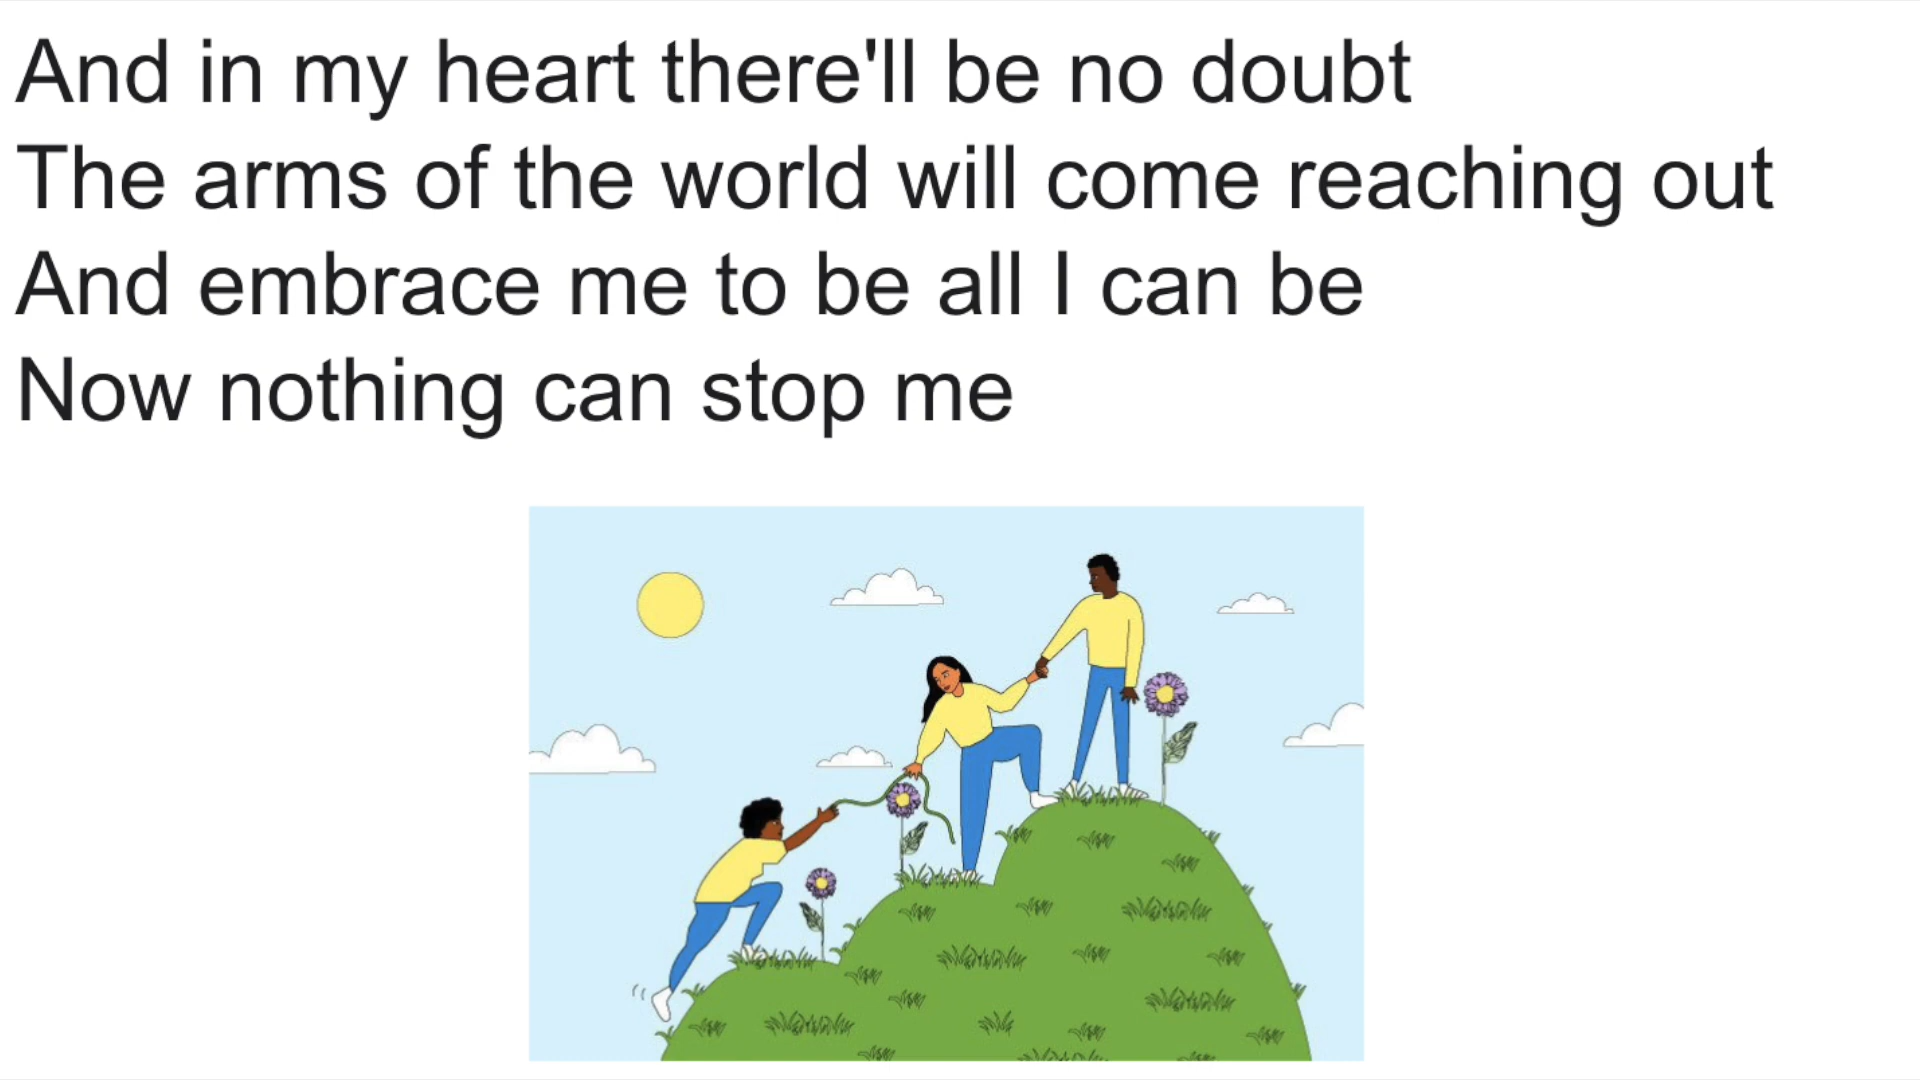 And in my heart there'll be no doubt
The arms of the world will come reaching out
And embrace me to be all I can be
Now nothing can stop me